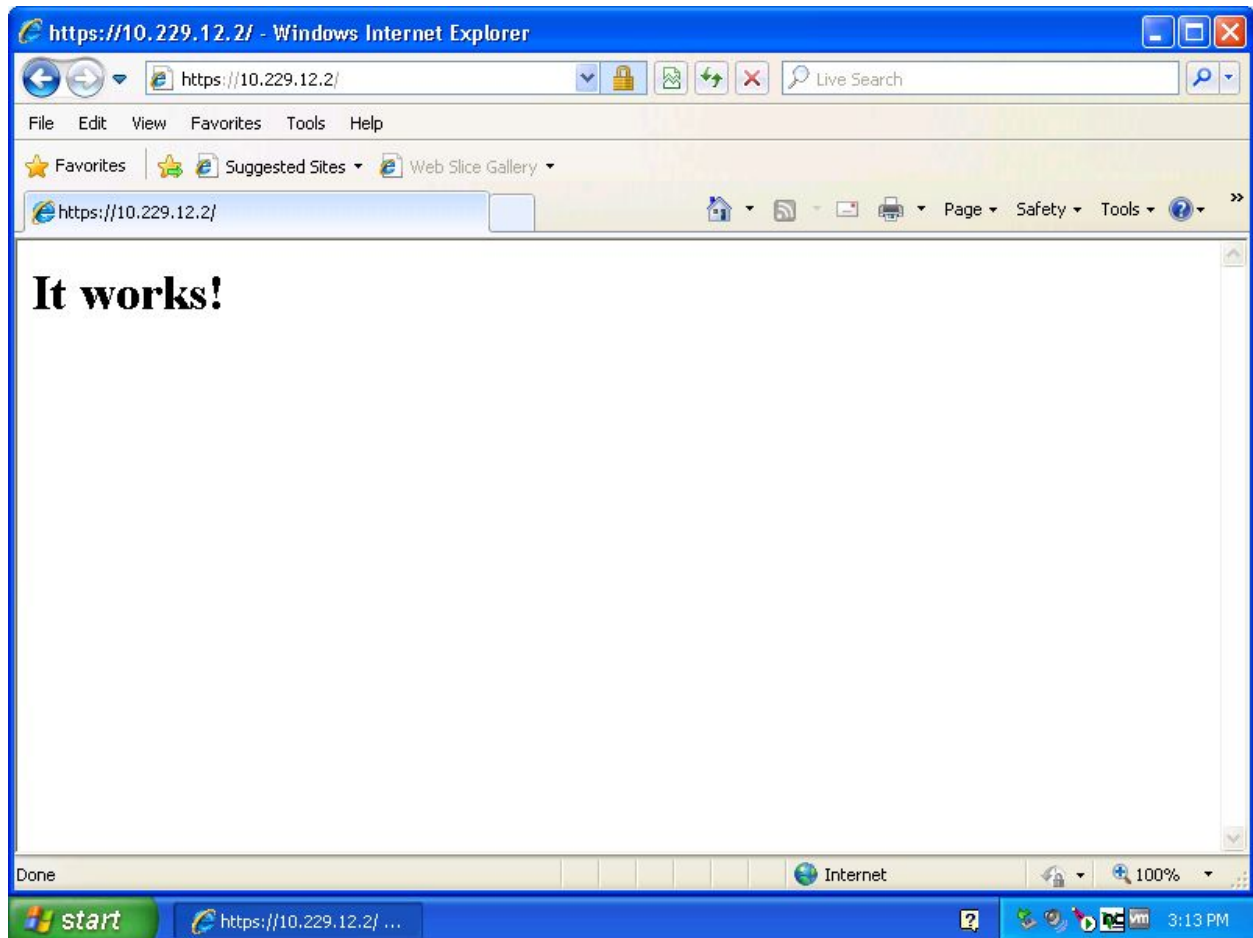 https://10.229.12.2/ - Windows Internet Explorer
https://10.229.12.2/
Live Search
File Edit View Favorites Tools Help
Favorites Suggested Sites Web Slice Gallery
https://10.229.12.2/
Page Safety Tools
It works!
Done
Internet
100%
start
https://10.229.12.2/ ...
3:13 PM